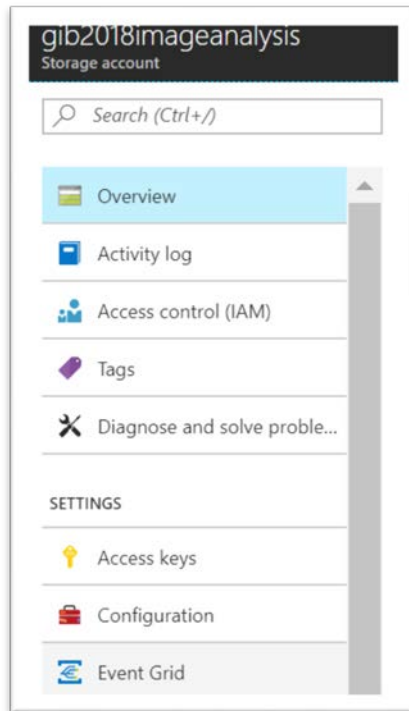 gib2018imageanalysis
Storage account
Search (Ctrl+/)
Overview
Activity log
Access control (IAM)
Tags
Diagnose and solve proble...
SETTINGS
Access keys
Configuration
Event Grid